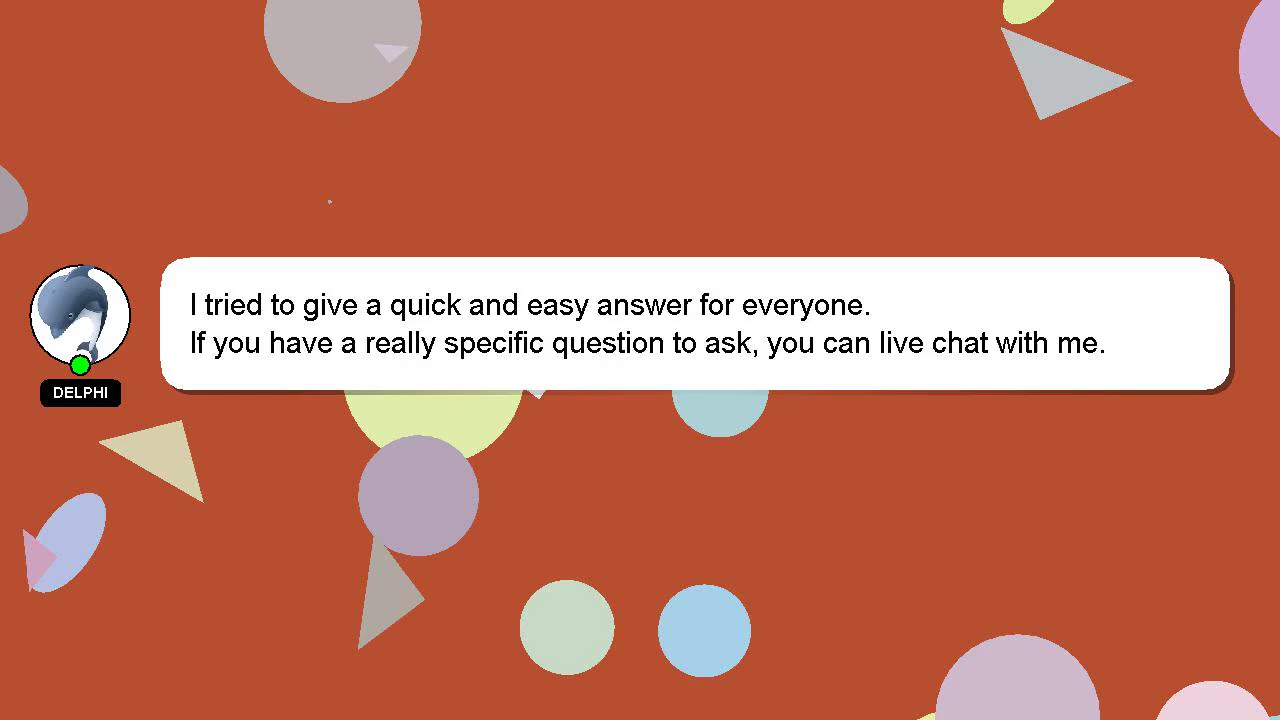 I tried to give a quick and easy answer for everyone.
If you have a really specific question to ask, you can live chat with me.
DELPHI